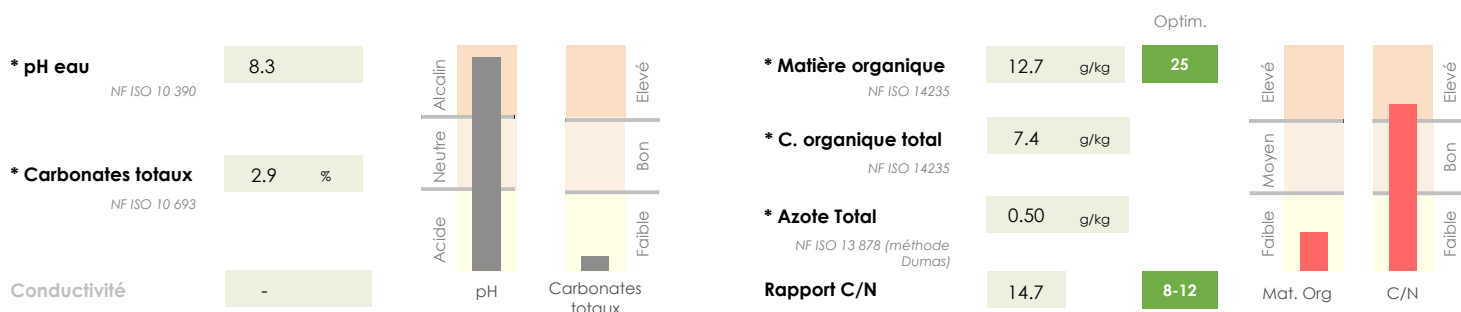 Optim.
* pH eau 8.3
NF ISO 10 390
* Carbonates totaux 2.9 %
NF ISO 10 693
Conductivité -
Alcalin
Neutre
Acide
Elevé
Bon
Faible
pH
Carbonates
totaux
* Matière organique 12.7 g/kg 25
NF ISO 14235
* C. organique total 7.4 g/kg
NF ISO 14235
* Azote Total 0.50 g/kg
NF ISO 13 878 (méthode
Dumas)
Rapport C/N 14.7 8-12
Elevé
Moyen
Faible
Elevé
Bon
Faible
Mat. Org
C/N